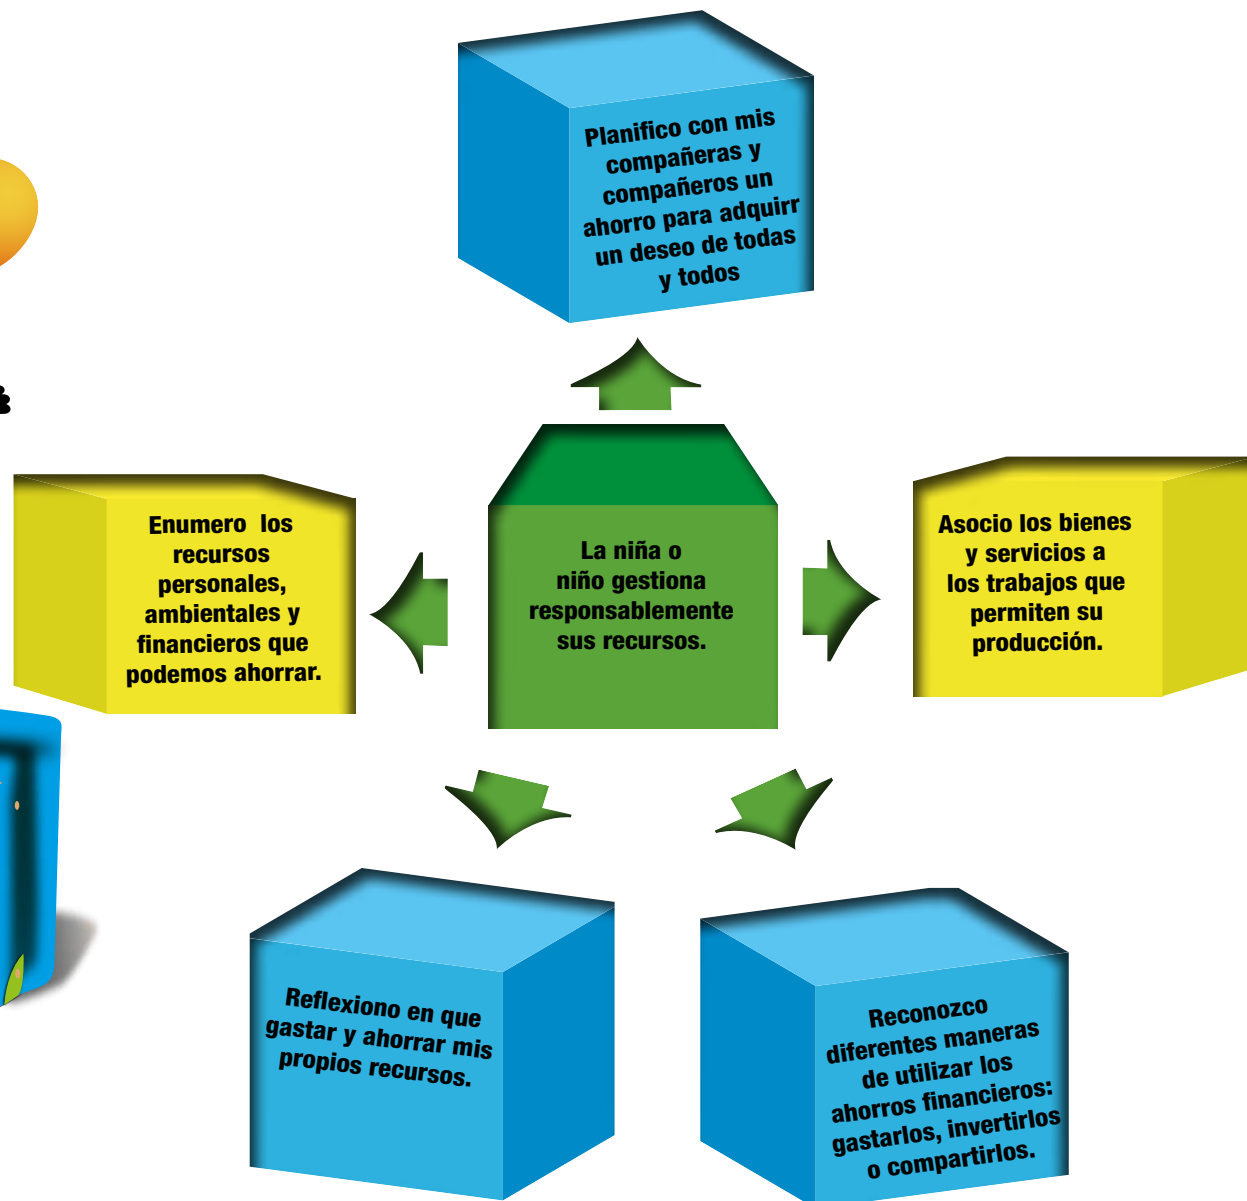 Planifico con mis
compañeras y
compañeros un
ahorro para adquirr
un deseo de todas
y todos
Enumero los
recursos
personales,
ambientales y
financieros que
podemos ahorrar.
La niña o
niño gestiona
responsablemente
sus recursos.
Asocio los bienes
y servicios a
los trabajos que
permiten su
producción.
Reflexiono en que
gastar y ahorrar mis
propios recursos.
Reconozco
diferentes maneras
de utilizar los
ahorros financieros:
gastarlos, invertirlos
o compartirlos.